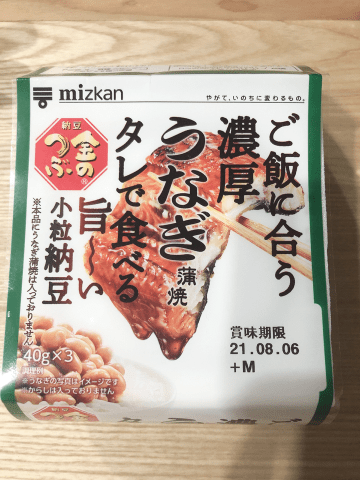 mizkan
やがて、いのちに変わるもの。
納豆
金の
つぶ
®
ご飯に合う
濃厚
うなぎ
蒲焼
タレで食べる
旨〜い
小粒納豆
※本品にうなぎ蒲焼は入っておりません
40g×3
調理例
※うなぎの写真はイメージです
※からしは入っておりません
賞味期限
21.08.06
+M